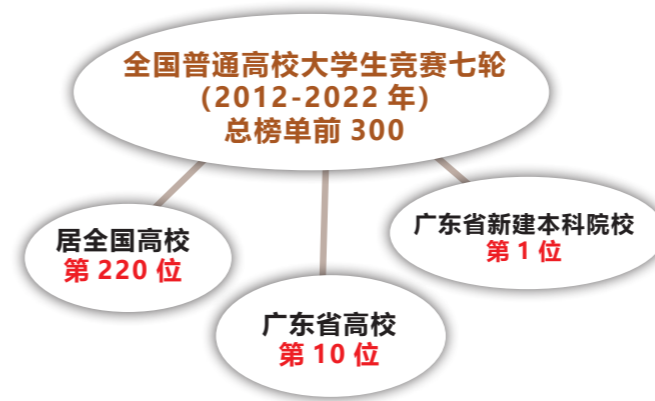 全国普通高校大学生竞赛七轮
（2012-2022 年）
总榜单前 300
居全国高校
第 220 位
广东省高校
第 10 位
广东省新建本科院校
第 1 位